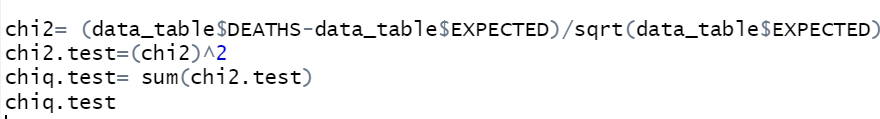 chi2= (data_table$DEATHS-data_table$EXPECTED)/sqrt(data_table$EXPECTED)
chi2.test=(chi2)^2
chiq.test= sum(chi2.test)
chiq.test